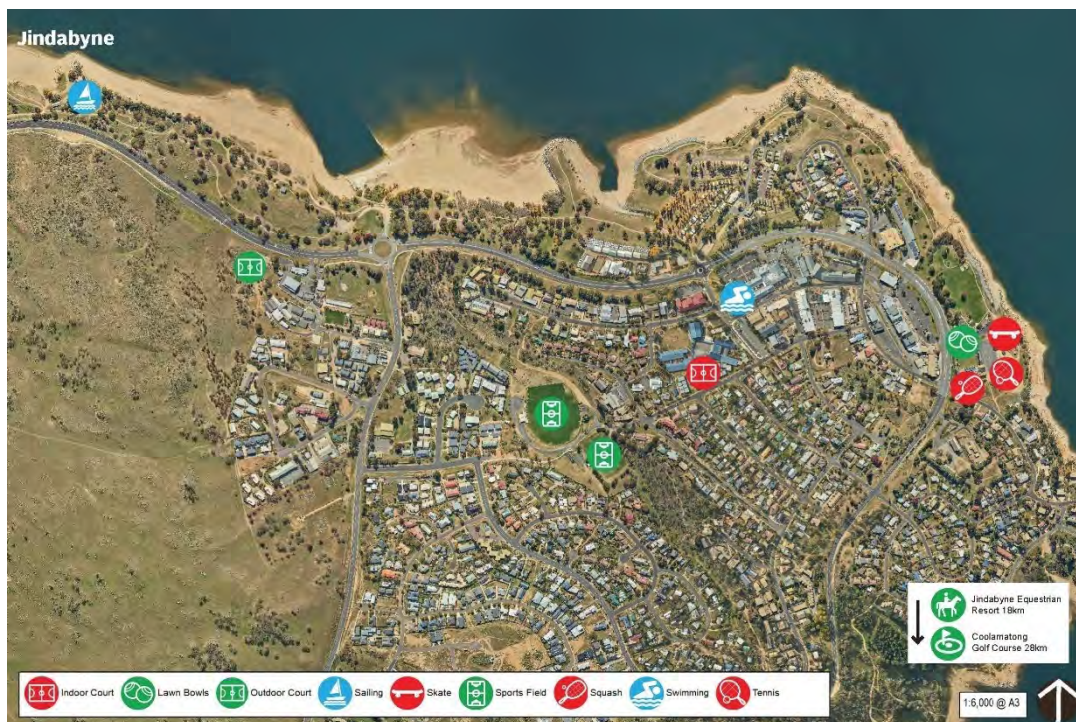 Jindabyne
Jindabyne Equestrian
Resort 18km
Coolamatong
Golf Course 28km
Indoor Court
Lawn Bowls
Outdoor Court
Sailing
Skate
Sports Field
Squash
Swimming
Tennis
1:6,000 @ A3